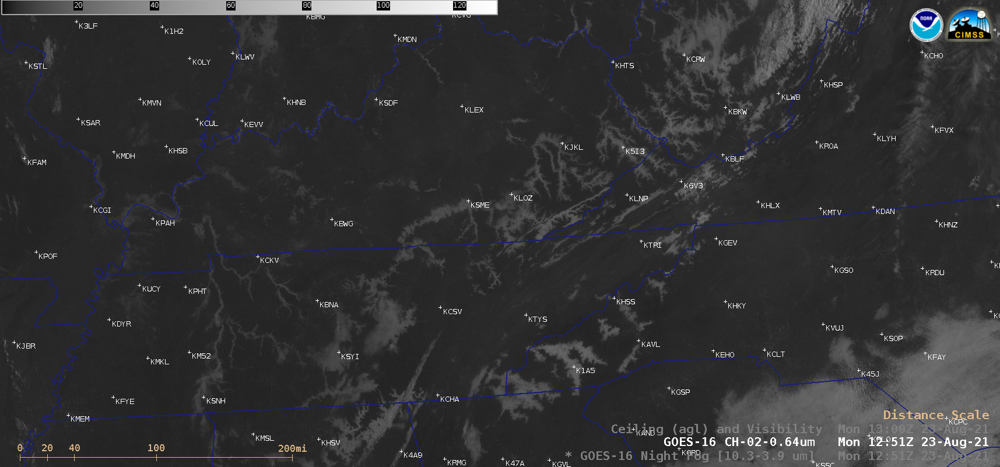 20 40 60 80 100 120
KBMG KCVG
K3LF K1H2 KMDN NOAA CIMSS
KSTL KOLY KLWV KHTS KCRW KCHO
KHSP
KMVN KHNB KSDF KLEX KBKW KLWB
KSAR KCUL KEVV KFVX
KMDH KHSB KJKL K5I3 KROA KLYH
KFAM KBLF
K6V3
KCGI KSME KLOZ KLNP KHLX KMTV KDAN
KPAH KBWG KHNZ
KPOF KCKV KTRI KGEV
KGSO KRDU
KUCY KPHT
KBNA KCSV KHSS KHKY
KDYR KTYS KVUJ
KJBR KAVL KSOP
KMKL KM52 KSYI KEHO KCLT KFAY
K1A5 K45J
KFYE KSNH KCHA KGSP
KMEM Distance Scale
KCPC
Ceiling (agl) and Visibility Mon 13:00Z 23-Aug-21
KAND
KMSL KHSV GOES-16 CH-02-0.64um Mon 12:51Z 23-Aug-21
0 20 40 100 200mi
K4A9 * GOES-16 Night Fog [10.3-3.9 um] Mon 12:51Z 23-Aug-21
KRMG K47A KGVL KSSC